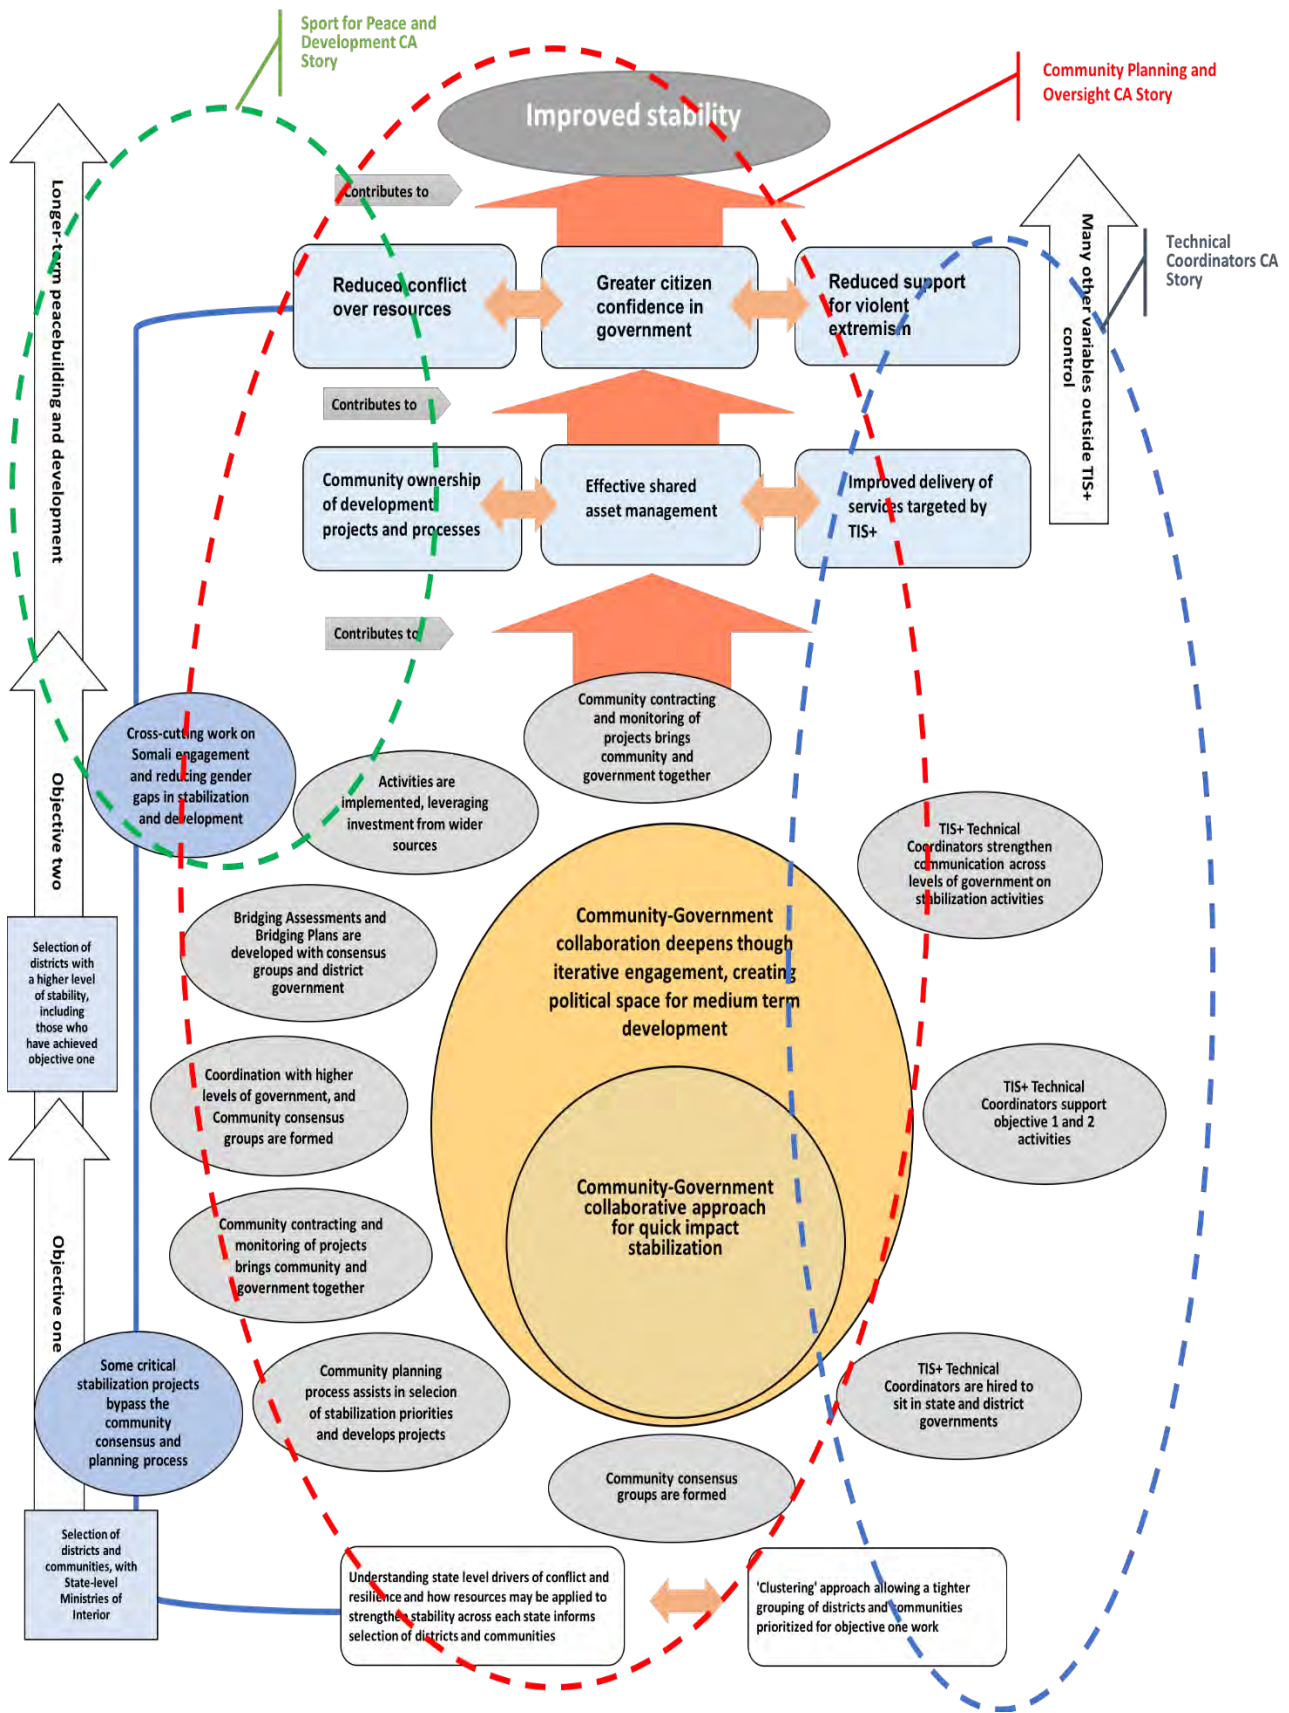 Sport for Peace and
Development CA
Story
Community Planning and
Oversight CA Story
Improved stability
Technical
Coordinators CA
Story
Longer-term peacebuilding and development
Many other variables outside TIS+
control
Contributes to
Reduced conflict
over resources
Greater citizen
confidence in
government
Reduced support
for violent
extremism
Contributes to
Community ownership
of development
projects and processes
Effective shared
asset management
Improved delivery of
services targeted by
TIS+
Contributes to
Community contracting
and monitoring of
projects brings
community and
government together
Cross-cutting work on
Somali engagement
and reducing gender
gaps in stabilization
and development
Activities are
implemented, leveraging
investment from wider
sources
Objective two
TIS+ Technical
Coordinators strengthen
communication across
levels of government on
stabilization activities
Bridging Assessments and
Bridging Plans are
developed with consensus
groups and district
government
Community-Government
collaboration deepens though
iterative engagement, creating
political space for medium term
development
Selection of
districts with
a higher level
of stability,
including
those who
have achieved
objective one
Coordination with higher
levels of government, and
Community consensus
groups are formed
TIS+ Technical
Coordinators support
objective 1 and 2
activities
Community-Government
collaborative approach
for quick impact
stabilization
Community contracting and
monitoring of projects
brings community and
government together
Objective one
Some critical
stabilization projects
bypass the
community
consensus and
planning process
Community planning
process assists in selecion
of stabilization priorities
and develops projects
TIS+ Technical
Coordinators are hired to
sit in state and district
governments
Community consensus
groups are formed
Selection of
districts and
communities, with
State-level
Ministries of
Interior
Understanding state level drivers of conflict and
resilience and how resources may be applied to
strengthen stability across each state informs
selection of districts and communities
'Clustering' approach allowing a tighter
grouping of districts and communities
prioritized for objective one work